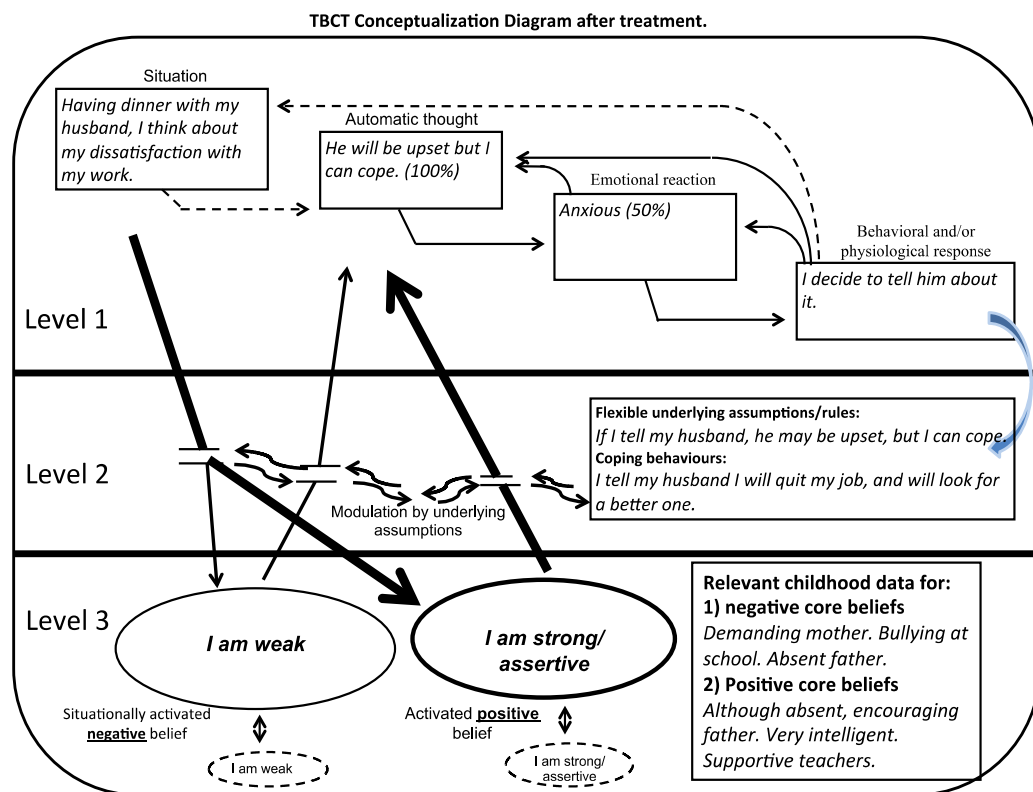 TBCT Conceptualization Diagram after treatment.
Situation
Having dinner with my
husband, I think about
my dissatisfaction with
my work.
Automatic thought
He will be upset but I
can cope. (100%)
Emotional reaction
Anxious (50%)
Behavioral and/or
physiological response
I decide to tell him about
it.
Level 1
Level 2
Flexible underlying assumptions/rules:
If I tell my husband, he may be upset, but I can cope.
Coping behaviours:
I tell my husband I will quit my job, and will look for
a better one.
Modulation by underlying
assumptions
Level 3
I am weak
I am strong/
assertive
Situationally activated
negative belief
I am weak
Activated positive
belief
I am strong/
assertive
Relevant childhood data for:
1) negative core beliefs
Demanding mother. Bullying at
school. Absent father.
2) Positive core beliefs
Although absent, encouraging
father. Very intelligent.
Supportive teachers.